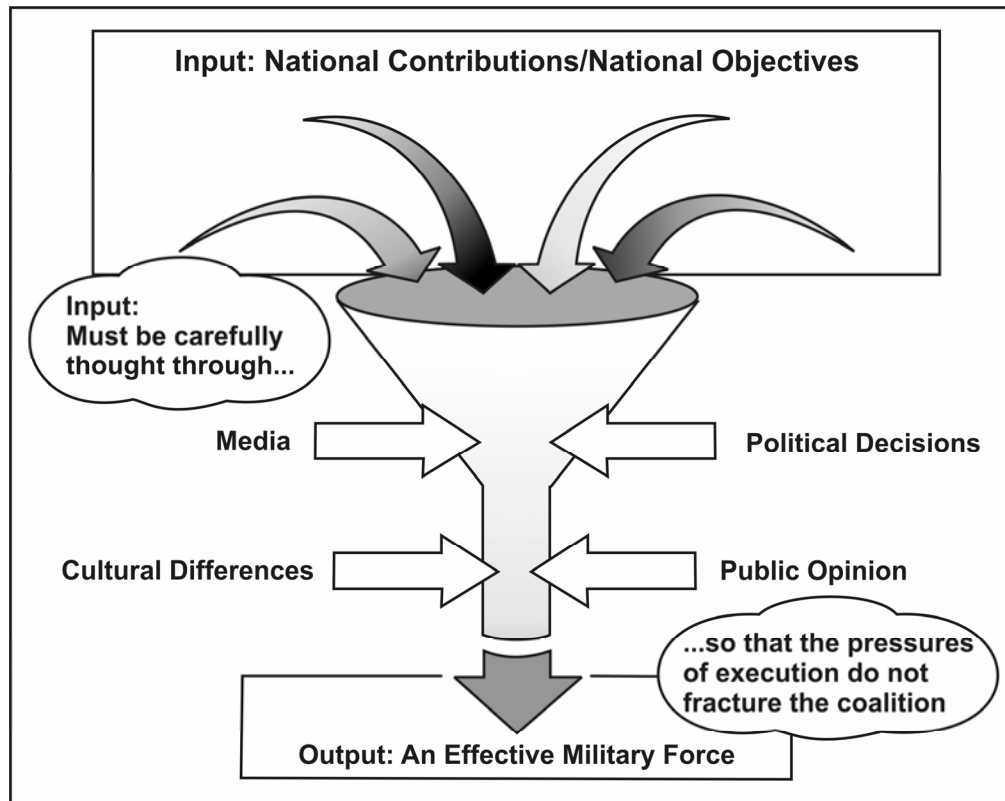 Input: National Contributions/National Objectives
Input:
Must be carefully
thought through...
Media
Political Decisions
Cultural Differences
Public Opinion
...so that the pressures
of execution do not
fracture the coalition
Output: An Effective Military Force